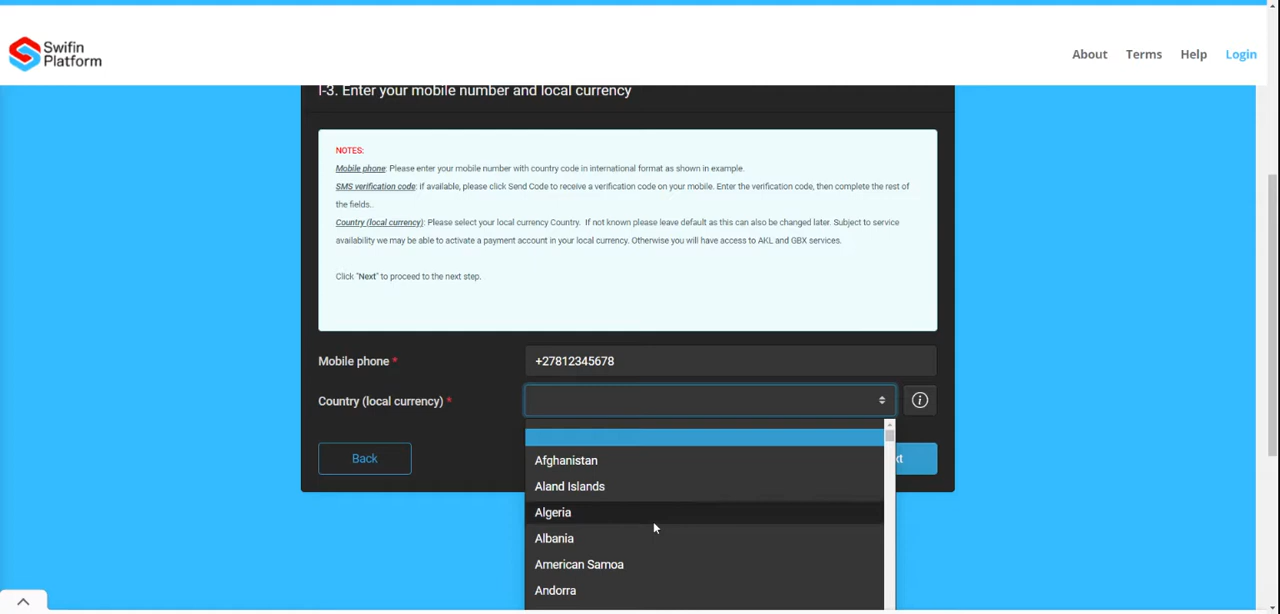 Swifin
Platform
About Terms Help Login
I-3. Enter your mobile number and local currency
NOTES:
Mobile phone: Please enter your mobile number with country code in international format as shown in example.
SMS verification code: If available, please click Send Code to receive a verification code on your mobile. Enter the verification code, then complete the rest of
the fields..
Country (local currency): Please select your local currency Country. If not known please leave default as this can also be changed later. Subject to service
availability we may be able to activate a payment account in your local currency. Otherwise you will have access to AKL and GBX services.
Click "Next" to proceed to the next step.
Mobile phone * +27812345678
Country (local currency) *
Back xt
Afghanistan
Aland Islands
Algeria
Albania
American Samoa
Andorra